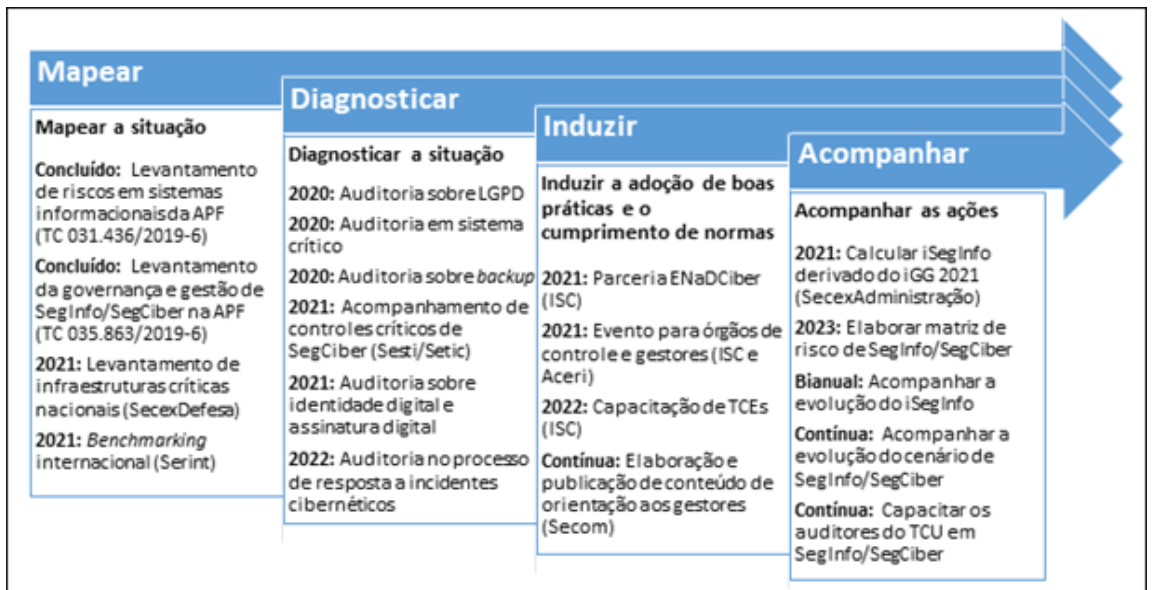 Mapear
Mapear a situação
Concluído: Levantamento
de riscos em sistemas
informacionais da APF
(TC 031.436/2019-6)
Concluído: Levantamento
da governança e gestão de
SegInfo/SegCiber na APF
(TC 035.863/2019-6)
2021: Levantamento de
infraestruturas críticas
nacionais (SecexDefesa)
2021: Benchmarking
internacional (Serint)
Diagnosticar
Diagnosticar a situação
2020: Auditoria sobre LGPD
2020: Auditoria em sistema
crítico
2020: Auditoria sobre backup
2021: Acompanhamento de
controles críticos de
SegCiber (Sesti/Setic)
2021: Auditoria sobre
identidade digital e
assinatura digital
2022: Auditoria no processo
de resposta a incidentes
cibernéticos
Induzir
Induzir a adoção de boas
práticas e o
cumprimento de normas
2021: Parceria ENaDCiber
(ISC)
2021: Evento para órgãos de
controle e gestores (ISC e
Aceri)
2022: Capacitação de TCEs
(ISC)
Contínua: Elaboração e
publicação de conteúdo de
orientação aos gestores
(Secom)
Acompanhar
Acompanhar as ações
2021: Calcular iSegInfo
derivado do iGG 2021
(SecexAdministração)
2023: Elaborar matriz de
risco de SegInfo/SegCiber
Bianual: Acompanhar a
evolução do iSegInfo
Contínua: Acompanhar a
evolução do cenário de
SegInfo/SegCiber
Contínua: Capacitar os
auditores do TCU em
SegInfo/SegCiber